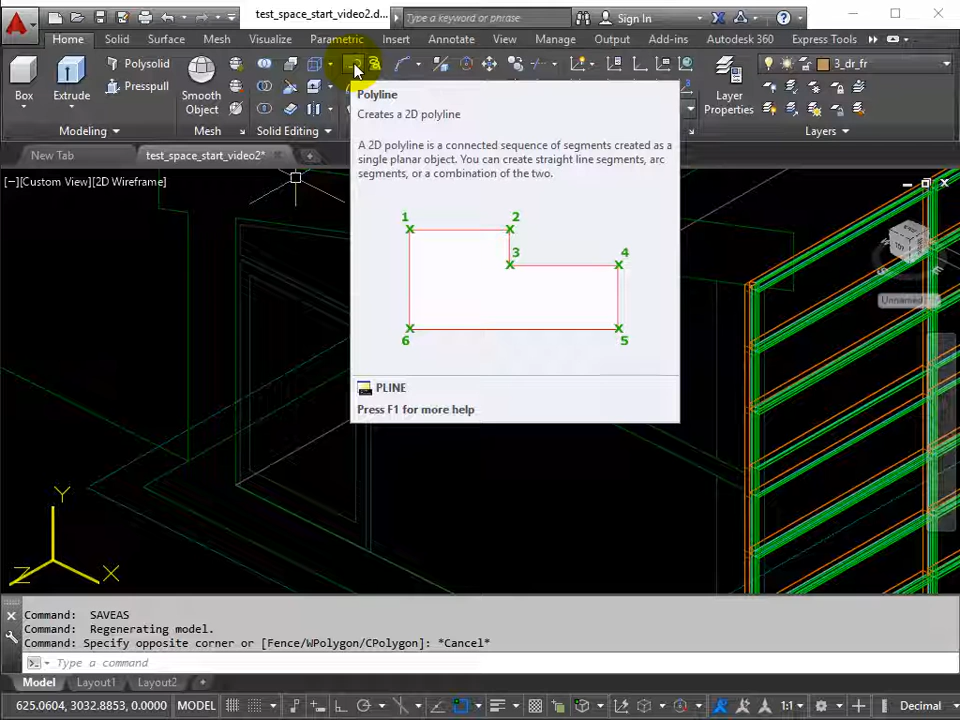 test_space_start_video2.d...
Type a keyword or phrase
Sign In
Home Solid Surface Mesh Visualize Parametric Insert Annotate View Manage Output Add-ins Autodesk 360 Express Tools
Polysolid
Presspull
Box
Extrude
Smooth
Object
Layer
Properties
3_dr_fr
Modeling
Mesh
Solid Editing
Layers
New Tab
test_space_start_video2*
[−][Custom View][2D Wireframe]
Polyline
Creates a 2D polyline
A 2D polyline is a connected sequence of segments created as a
single planar object. You can create straight line segments, arc
segments, or a combination of the two.
1 2
3 4
6 5
PLINE
Press F1 for more help
Unnamed
Y
Z X
Command: SAVEAS
Command: Regenerating model.
Command: Specify opposite corner or [Fence/WPolygon/CPolygon]: *Cancel*
Type a command
Model Layout1 Layout2 +
625.0604, 3032.8853, 0.0000 MODEL 1:1 Decimal